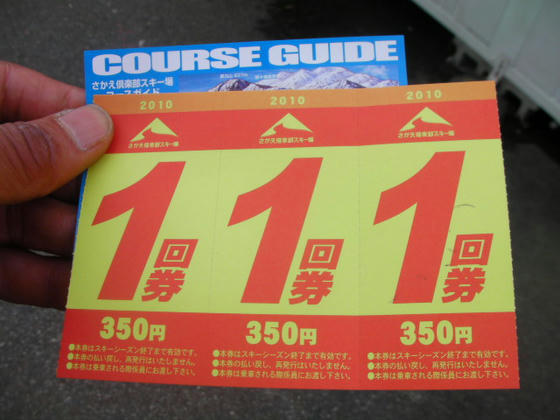 COURSE GUIDE
さかえ倶楽部スキー場
コースガイド
2010
さかえ倶楽部スキー場
1回券
350円
●本券はスキーシーズン終了まで有効です。
●本券の払い戻し、再発行はいたしません。
●本券は乗車される際係員にお渡し下さい。
2010
さかえ倶楽部スキー場
1回券
350円
●本券はスキーシーズン終了まで有効です。
●本券の払い戻し、再発行はいたしません。
●本券は乗車される際係員にお渡し下さい。
2010
さかえ倶楽部スキー場
1回券
350円
●本券はスキーシーズン終了まで有効です。
●本券の払い戻し、再発行はいたしません。
●本券は乗車される際係員にお渡し下さい。